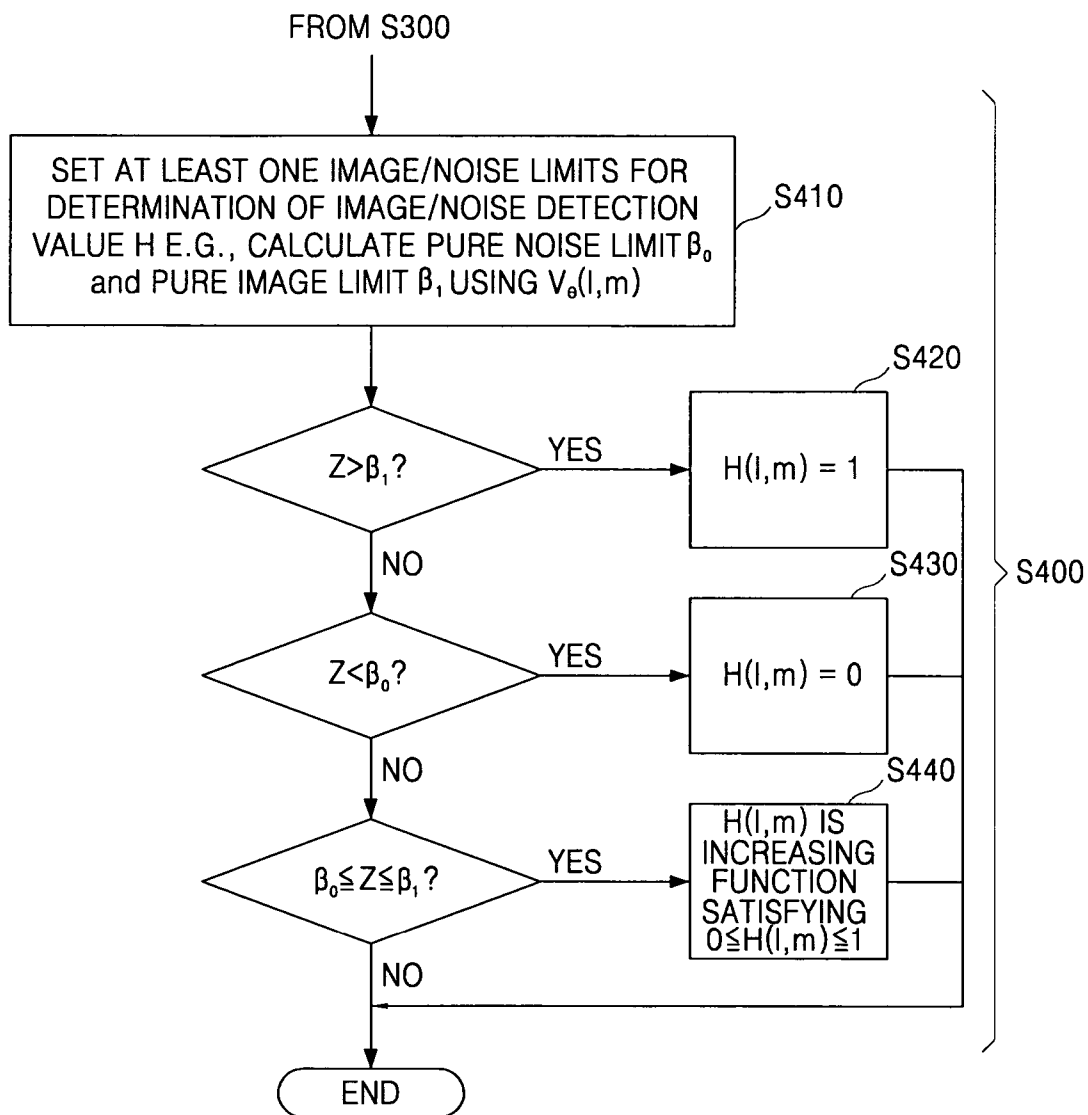 FROM S300
SET AT LEAST ONE IMAGE/NOISE LIMITS FOR
DETERMINATION OF IMAGE/NOISE DETECTION
VALUE H E.G., CALCULATE PURE NOISE LIMIT β₀
and PURE IMAGE LIMIT β₁ USING Vθ(l,m)
S410
Z>β₁?
YES
S420
H(l,m) = 1
NO
S430
Z<β₀?
YES
H(l,m) = 0
S400
NO
S440
β₀≦Z≦β₁?
YES
H(l,m) IS
INCREASING
FUNCTION
SATISFYING
0≦H(l,m)≦1
NO
END